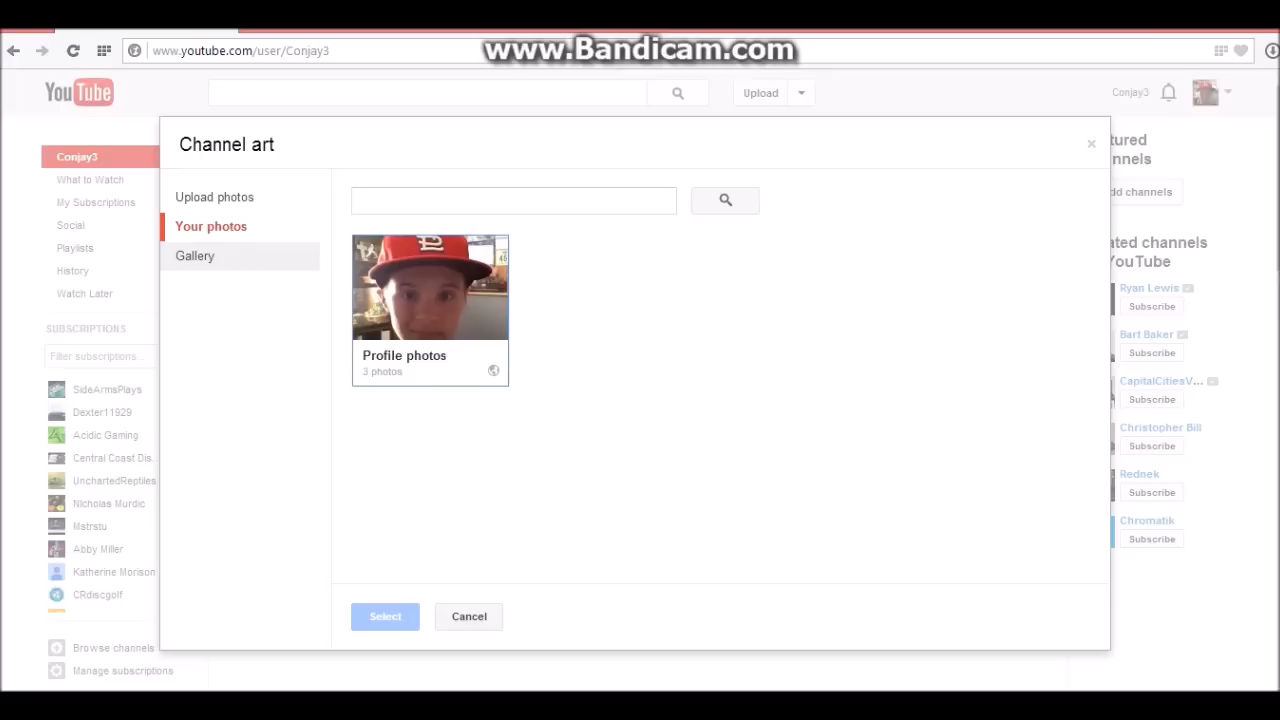 www.Bandicam.com
www.youtube.com/user/Conjay3
YouTube
Upload
Conjay3
Channel art
Upload photos
Your photos
Gallery
Profile photos
3 photos
Select
Cancel
Conjay3
What to Watch
My Subscriptions
Social
Playlists
History
Watch Later
SUBSCRIPTIONS
Filter subscriptions...
SideArmsPlays
Dexter11929
Acidic Gaming
Central Coast Dis.
UnchartedReptiles
Nicholas Murdic
Mstrstu
Abby Miller
Katherine Morison
CRdiscgolf
Browse channels
Manage subscriptions
tured
nnels
dd channels
ated channels
YouTube
Ryan Lewis
Subscribe
Bart Baker
Subscribe
CapitalCitiesV...
Subscribe
Christopher Bill
Subscribe
Rednek
Subscribe
Chromatik
Subscribe